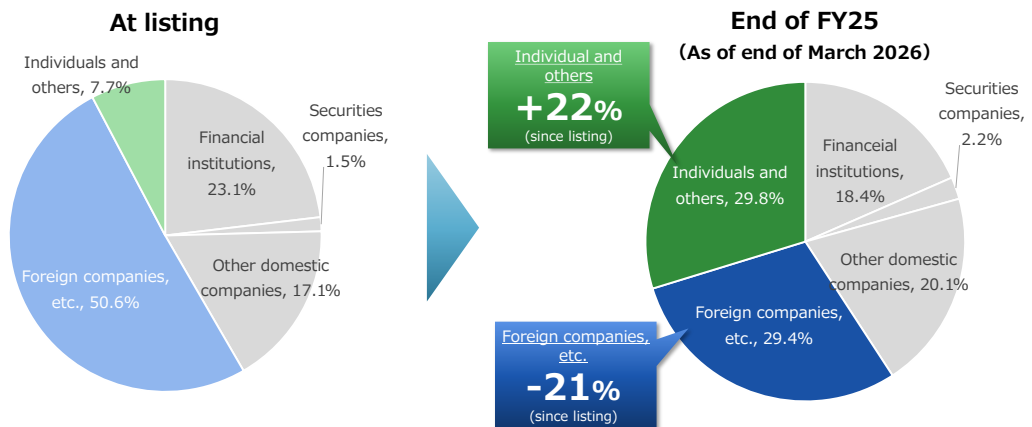 At listing
Individuals and
others, 7.7%
Financial
institutions,
23.1%
Securities
companies,
1.5%
Other domestic
companies, 17.1%
Foreign companies,
etc., 50.6%
End of FY25
(As of end of March 2026)
Individual and
others
+22%
(since listing)
Individuals and
others, 29.8%
Financeial
institutions,
18.4%
Securities
companies,
2.2%
Other domestic
companies, 20.1%
Foreign companies,
etc., 29.4%
Foreign companies,
etc.
-21%
(since listing)